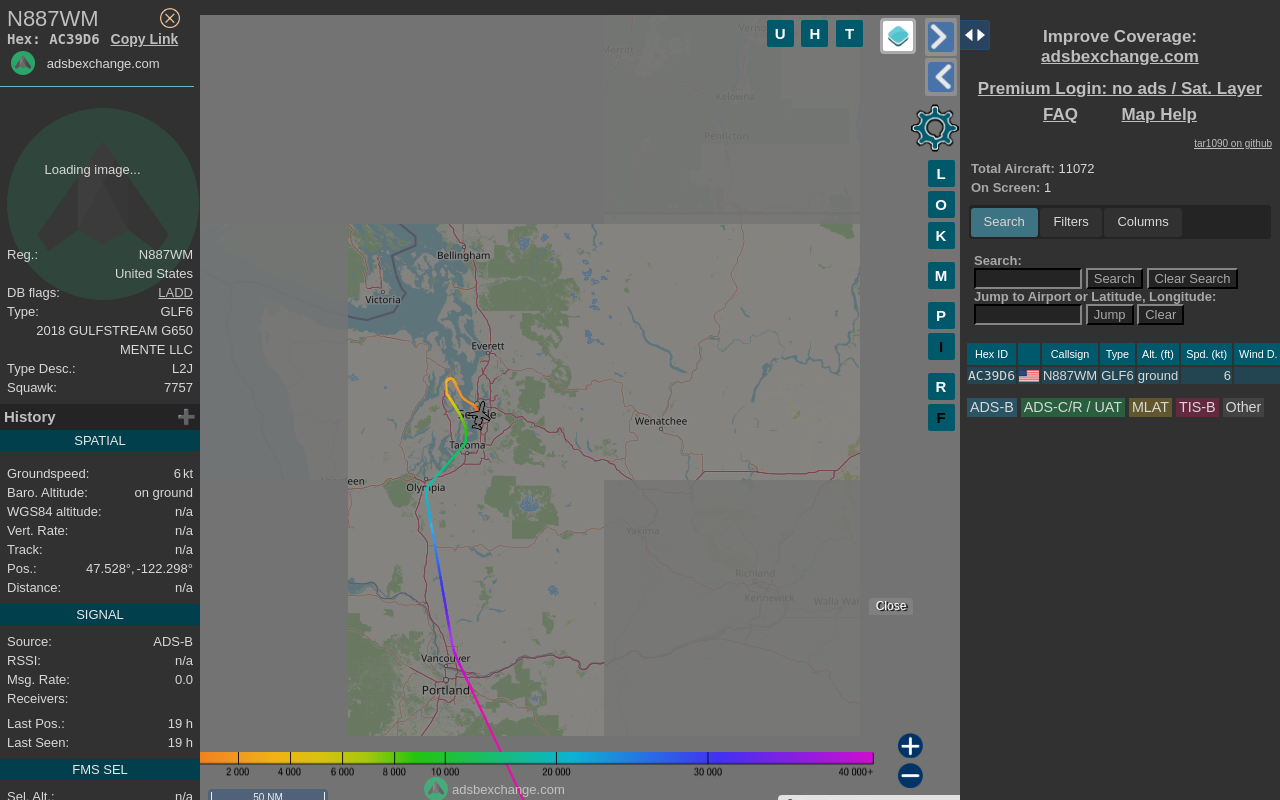 N887WM
Hex: AC39D6 Copy Link
adsbexchange.com
Loading image...
Reg.: N887WM
United States
DB flags: LADD
Type: GLF6
2018 GULFSTREAM G650
MENTE LLC
Type Desc.: L2J
Squawk: 7757
History
SPATIAL
Groundspeed: 6 kt
Baro. Altitude: on ground
WGS84 altitude: n/a
Vert. Rate: n/a
Track: n/a
Pos.: 47.528°, -122.298°
Distance: n/a
SIGNAL
Source: ADS-B
RSSI: n/a
Msg. Rate: 0.0
Receivers:
Last Pos.: 19 h
Last Seen: 19 h
FMS SEL
Sel. Alt.: n/a
U H T
L
O
K
M
P
I
R
F
Merritt
Kelowna
Penticton
Bellingham
Victoria
Everett
Wenatchee
Tacoma
Olympia
Yakima
Richland
Kennewick
Vancouver
Portland
Close
2 000 4 000 6 000 8 000 10 000 20 000 30 000 40 000+
adsbexchange.com
50 NM
Improve Coverage:
adsbexchange.com
Premium Login: no ads / Sat. Layer
FAQ Map Help
tar1090 on github
Total Aircraft: 11072
On Screen: 1
Search Filters Columns
Search:
Search Clear Search
Jump to Airport or Latitude, Longitude:
Jump Clear
Hex ID Callsign Type Alt. (ft) Spd. (kt) Wind D.
AC39D6 N887WM GLF6 ground 6
ADS-B ADS-C/R / UAT MLAT TIS-B Other